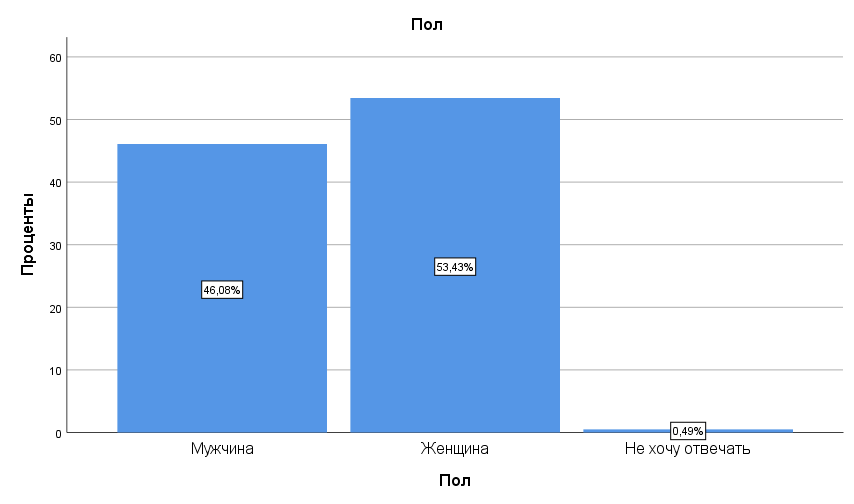 Пол
Проценты
60
50
40
30
20
10
0
46,08%
53,43%
0,49%
Мужчина
Женщина
Не хочу отвечать
Пол